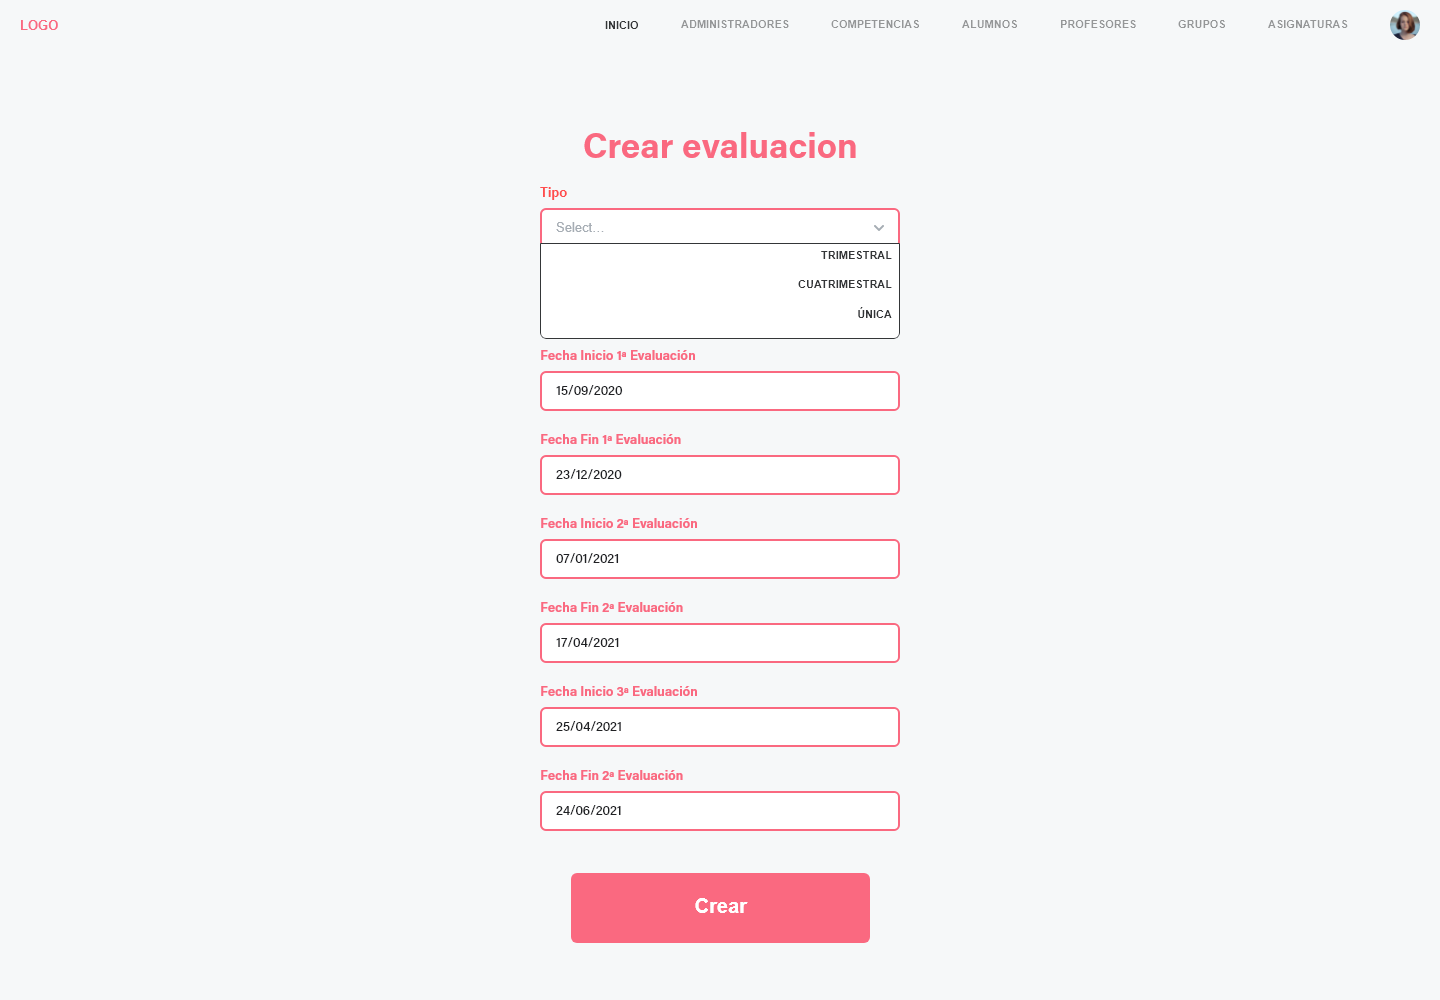 LOGO
INICIO ADMINISTRADORES COMPETENCIAS ALUMNOS PROFESORES GRUPOS ASIGNATURAS
Crear evaluacion
Tipo
Select...
TRIMESTRAL
CUATRIMESTRAL
ÚNICA
Fecha Inicio 1ª Evaluación
15/09/2020
Fecha Fin 1ª Evaluación
23/12/2020
Fecha Inicio 2ª Evaluación
07/01/2021
Fecha Fin 2ª Evaluación
17/04/2021
Fecha Inicio 3ª Evaluación
25/04/2021
Fecha Fin 2ª Evaluación
24/06/2021
Crear